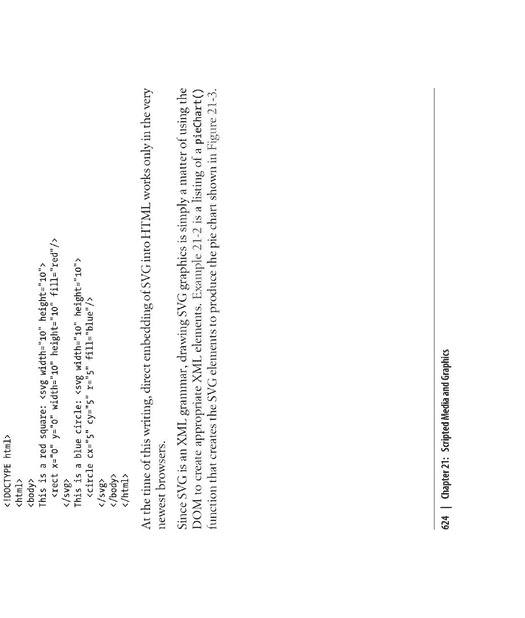 <!DOCTYPE html>
<html>
<body>
This is a red square: <svg width="10" height="10">
<rect x="0" y="0" width="10" height="10" fill="red"/>
</svg>
This is a blue circle: <svg width="10" height="10">
<circle cx="5" cy="5" r="5" fill="blue"/>
</svg>
</body>
</html>
At the time of this writing, direct embedding of SVG into HTML works only in the very
newest browsers.
Since SVG is an XML grammar, drawing SVG graphics is simply a matter of using the
DOM to create appropriate XML elements. Example 21-2 is a listing of a pieChart()
function that creates the SVG elements to produce the pie chart shown in Figure 21-3.
624 | Chapter 21: Scripted Media and Graphics